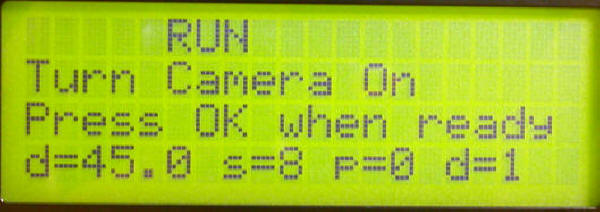 RUN
Turn Camera On
Press OK when ready
d=45.0 s=8 r=0 d=1